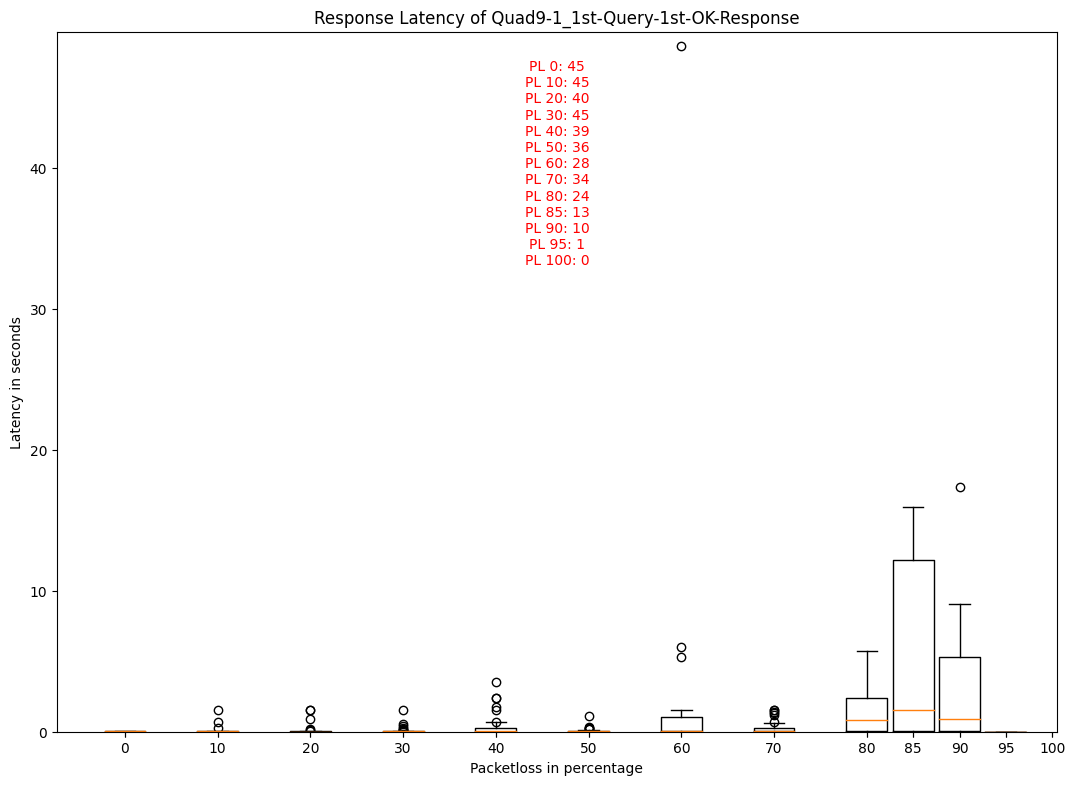 Response Latency of Quad9-1_1st-Query-1st-OK-Response
PL 0: 45
PL 10: 45
PL 20: 40
PL 30: 45
PL 40: 39
PL 50: 36
PL 60: 28
PL 70: 34
PL 80: 24
PL 85: 13
PL 90: 10
PL 95: 1
PL 100: 0
Latency in seconds
40
30
20
10
0
0 10 20 30 40 50 60 70 80 85 90 95 100
Packetloss in percentage